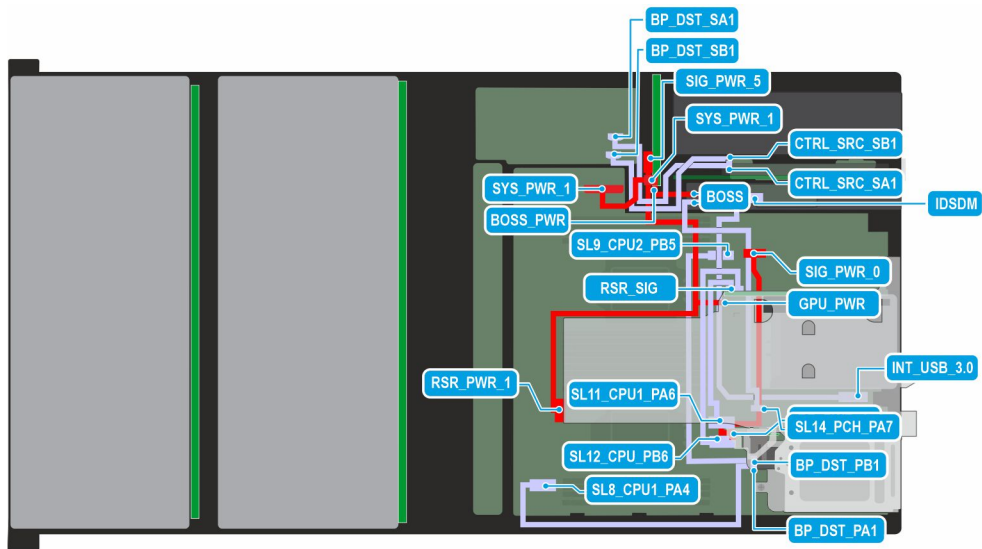 BP_DST_SA1
BP_DST_SB1
SIG_PWR_5
SYS_PWR_1
CTRL_SRC_SB1
CTRL_SRC_SA1
SYS_PWR_1
BOSS
IDSDM
BOSS_PWR
SL9_CPU2_PB5
SIG_PWR_0
RSR_SIG
GPU_PWR
INT_USB_3.0
RSR_PWR_1
SL11_CPU1_PA6
SL14_PCH_PA7
SL12_CPU_PB6
BP_DST_PB1
SL8_CPU1_PA4
BP_DST_PA1